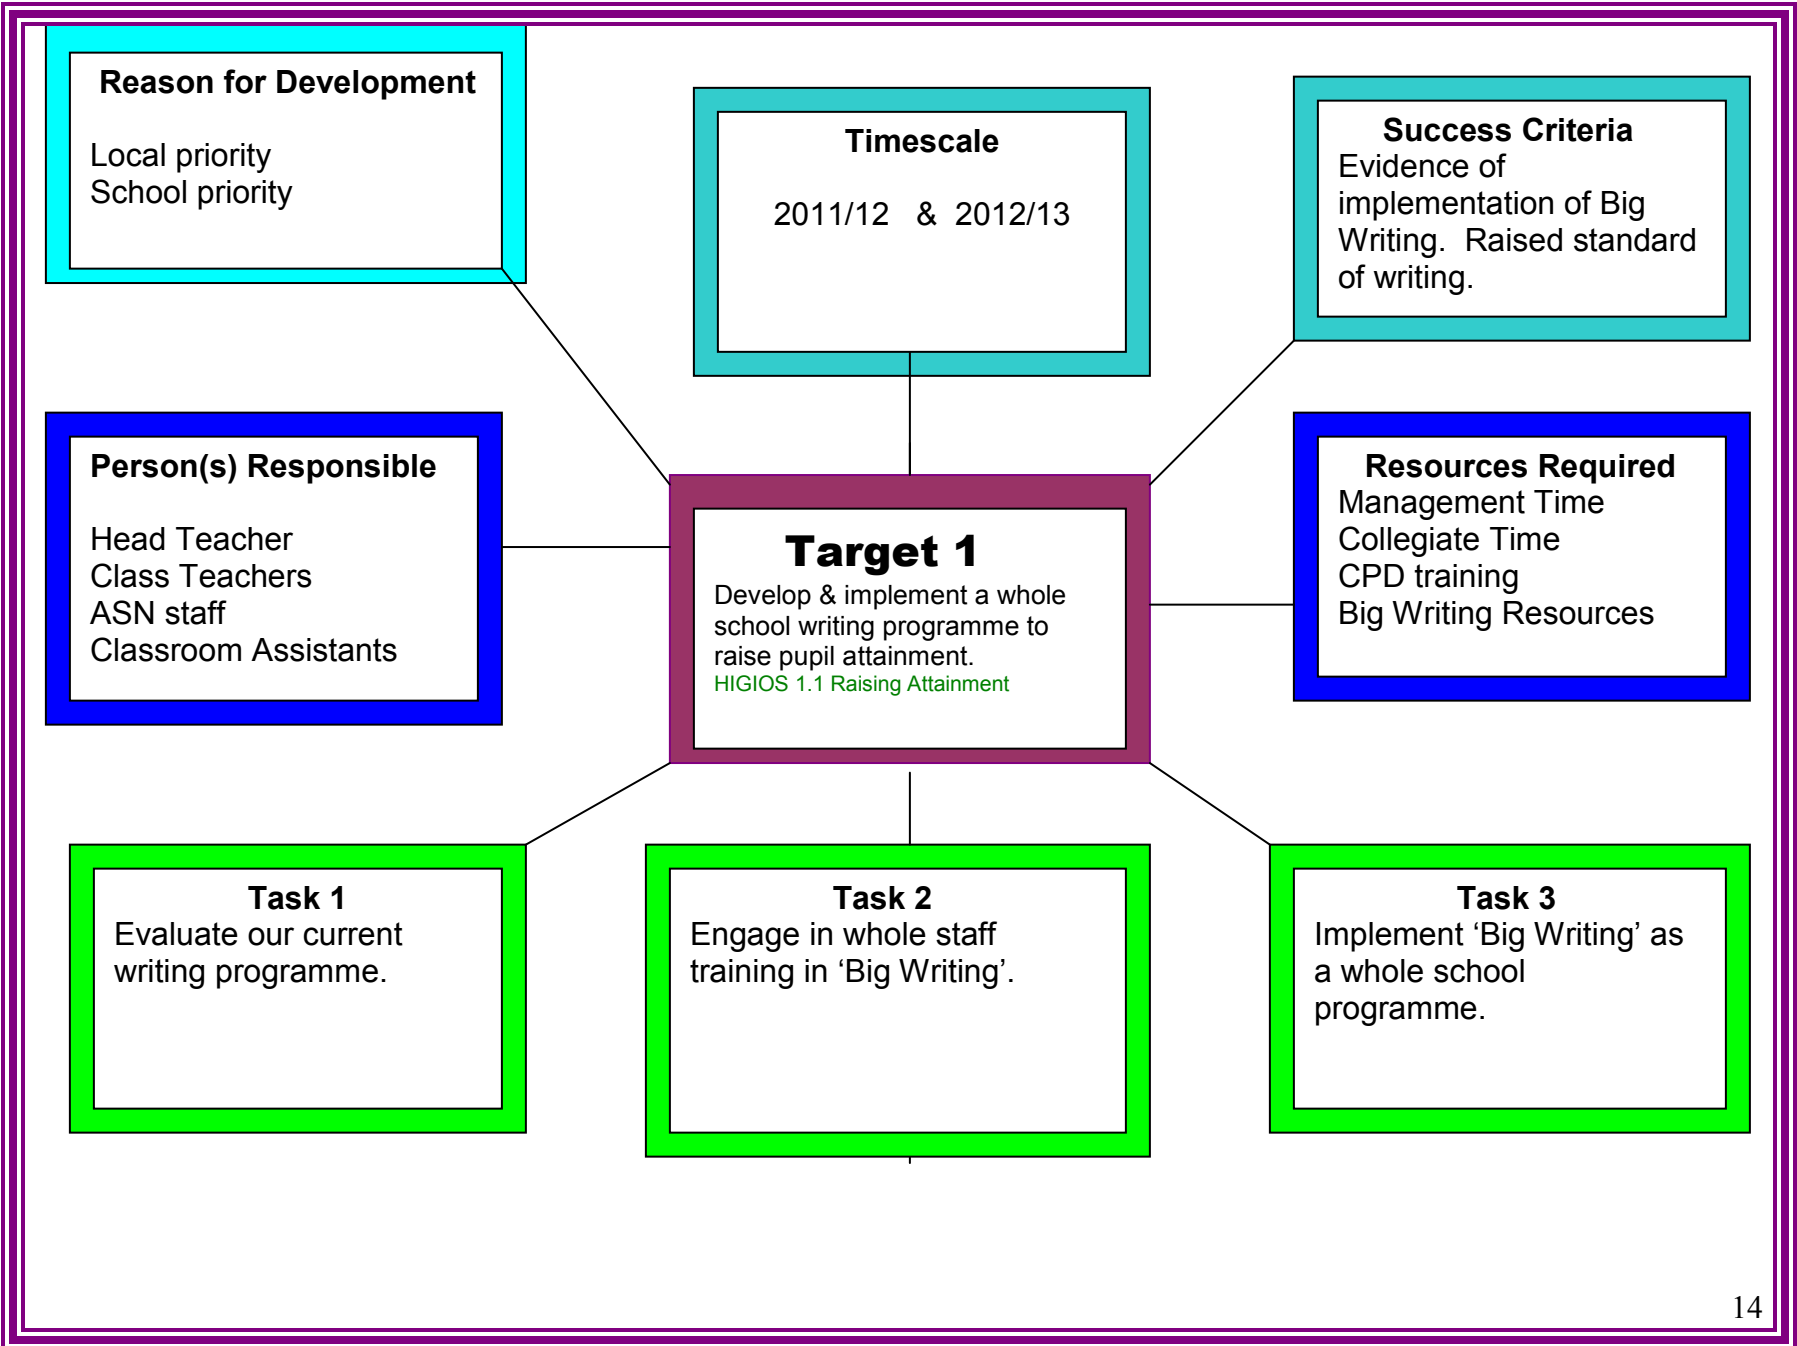 Reason for Development
Local priority
School priority
Timescale
2011/12 & 2012/13
Success Criteria
Evidence of
implementation of Big
Writing. Raised standard
of writing.
Person(s) Responsible
Head Teacher
Class Teachers
ASN staff
Classroom Assistants
Target 1
Develop & implement a whole
school writing programme to
raise pupil attainment.
HIGIOS 1.1 Raising Attainment
Resources Required
Management Time
Collegiate Time
CPD training
Big Writing Resources
Task 1
Evaluate our current
writing programme.
Task 2
Engage in whole staff
training in ‘Big Writing’.
Task 3
Implement ‘Big Writing’ as
a whole school
programme.
14